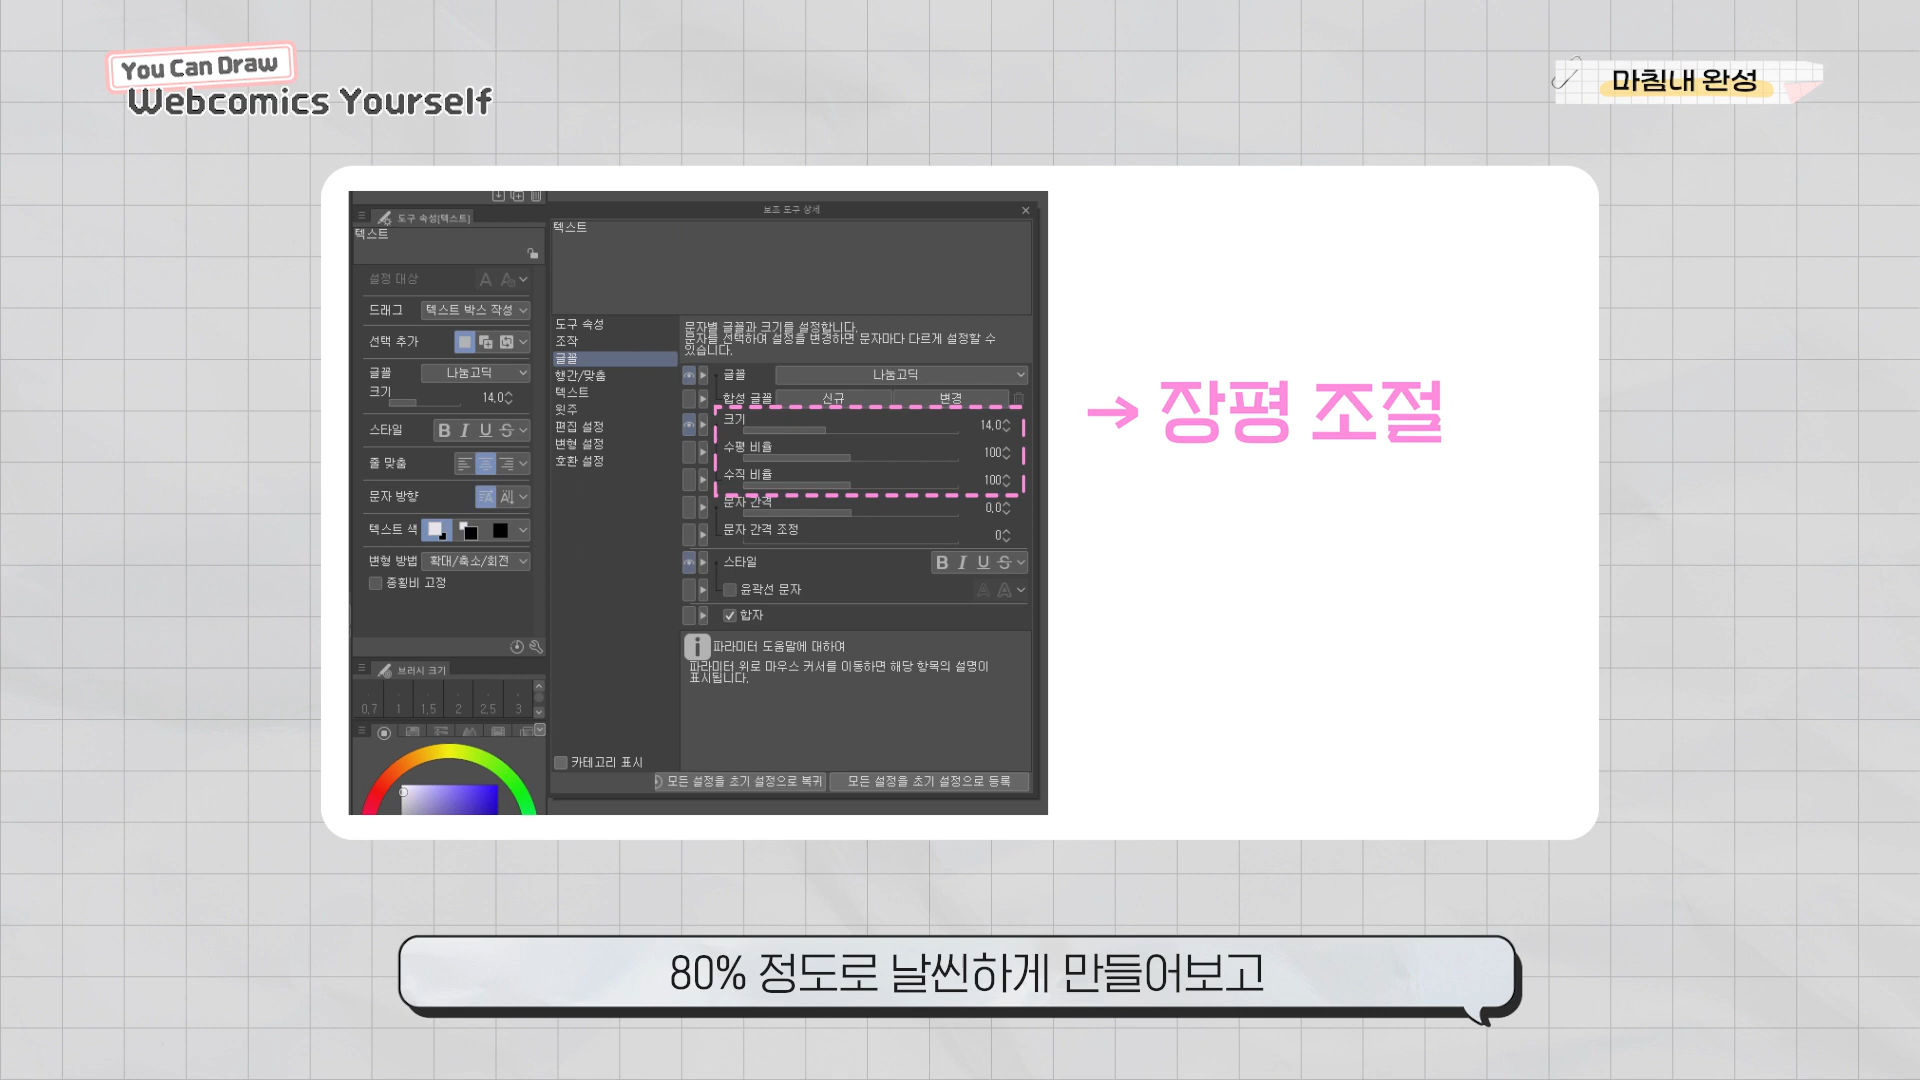 You Can Draw
Webcomics Yourself
마침내 완성
도구 속성[텍스트]
텍스트
설정 대상
드래그 텍스트 박스 작성
선택 추가
글꼴 나눔고딕
크기 14.0
스타일 B I U S
줄 맞춤
문자 방향
텍스트 색
변형 방법 확대/축소/회전
종횡비 고정
브러시 크기
0.7 1 1.5 2 2.5 3
보조 도구 상세
텍스트
도구 속성
조작
글꼴
행간/맞춤
텍스트
윗주
편집 설정
변형 설정
호환 설정
카테고리 표시
문자별 글꼴과 크기를 설정합니다.
문자를 선택하여 설정을 변경하면 문자마다 다르게 설정할 수
있습니다.
글꼴 나눔고딕
합성 글꼴 신규 변경
크기 14.0
수평 비율 100
수직 비율 100
문자 간격 0.0
문자 간격 조정 0
스타일 B I U S
윤곽선 문자
합자
파라미터 도움말에 대하여
파라미터 위로 마우스 커서를 이동하면 해당 항목의 설명이
표시됩니다.
모든 설정을 초기 설정으로 복귀 모든 설정을 초기 설정으로 등록
→ 장평 조절
80% 정도로 날씬하게 만들어보고